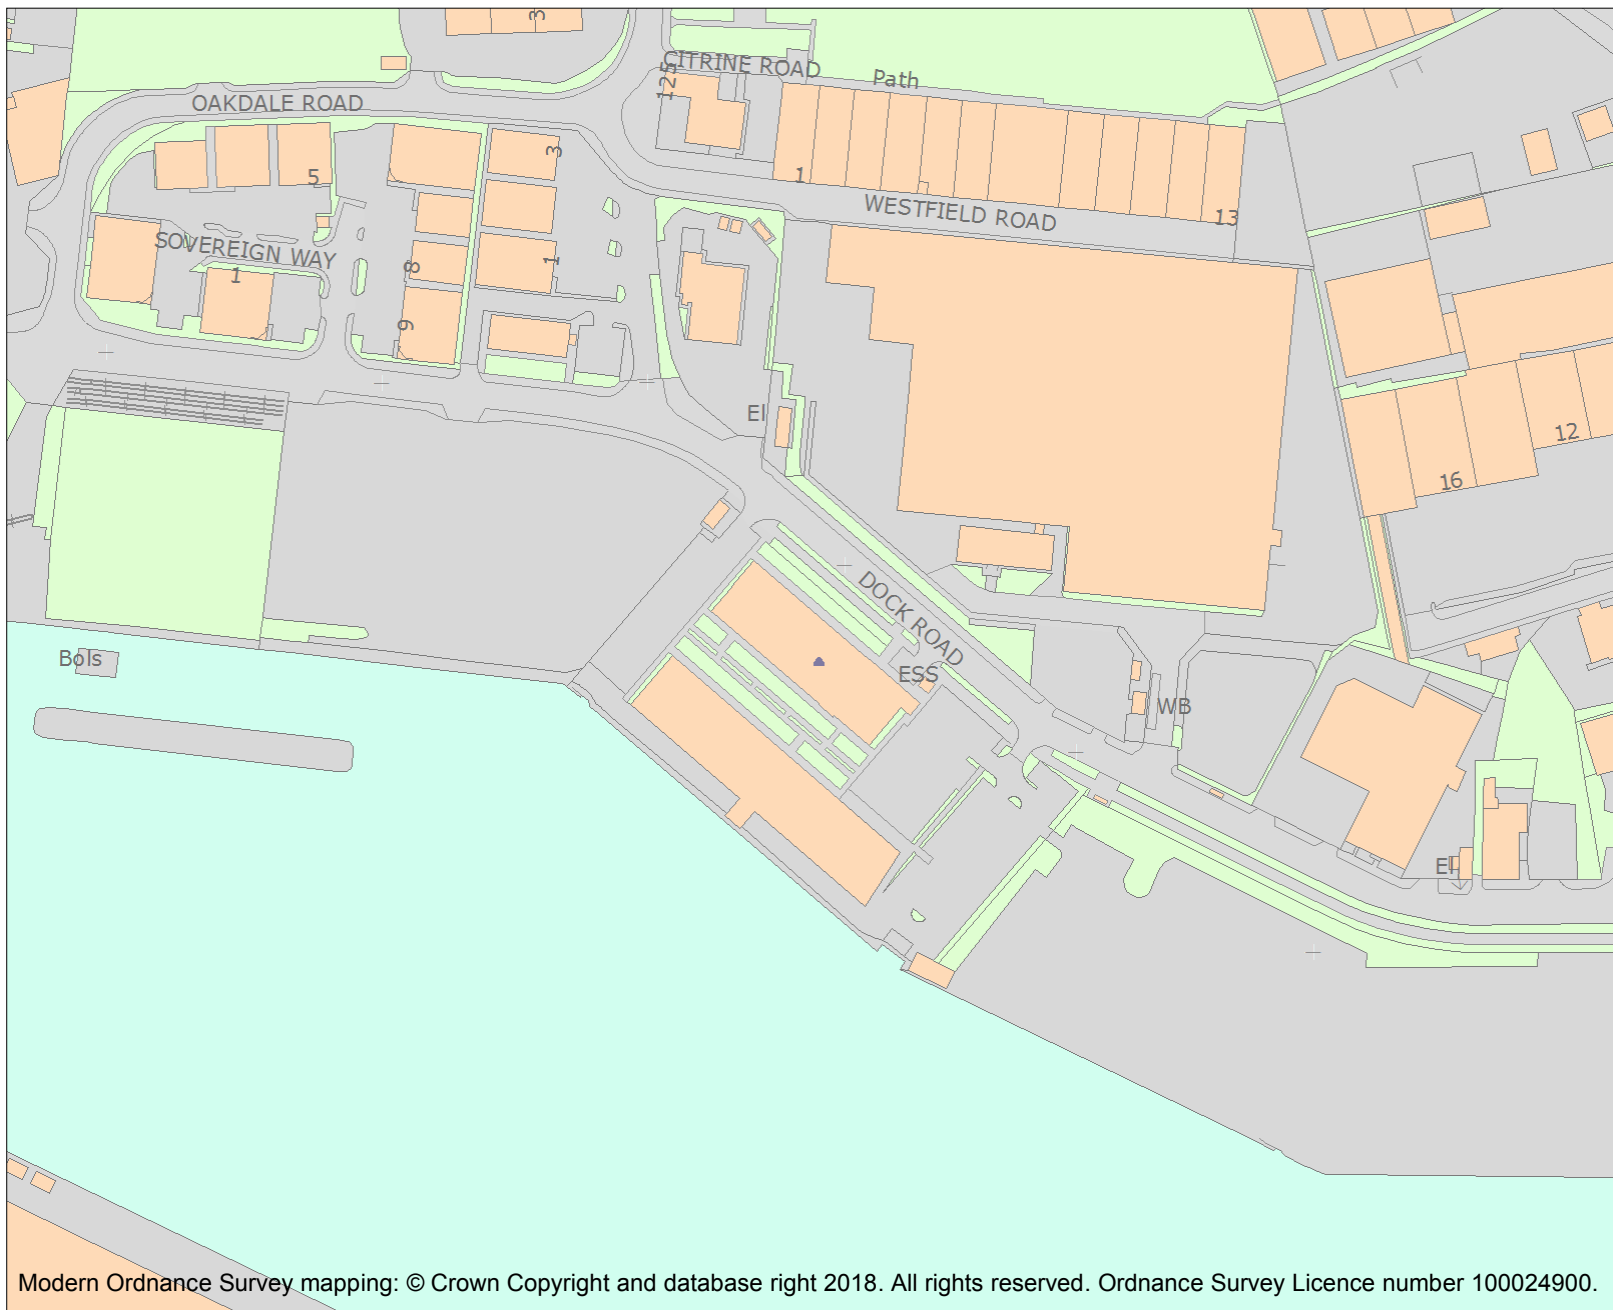 3
CITRINE ROAD
125
Path
OAKDALE ROAD
3
5
1
WESTFIELD ROAD
13
SOVEREIGN WAY
1
8
1
9
El
12
16
DOCK ROAD
Bols
ESS
WB
El
Modern Ordnance Survey mapping: © Crown Copyright and database right 2018. All rights reserved. Ordnance Survey Licence number 100024900.